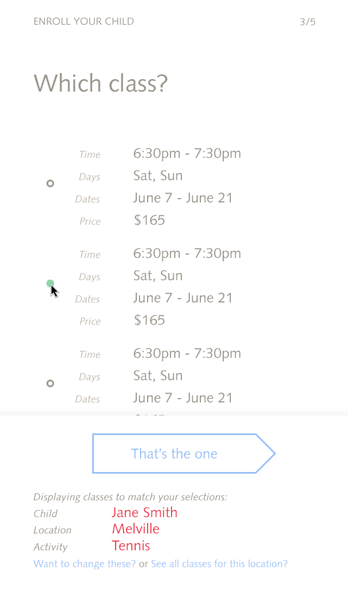 ENROLL YOUR CHILD 3/5
Which class?
Time 6:30pm - 7:30pm
Days Sat, Sun
Dates June 7 - June 21
Price $165
Time 6:30pm - 7:30pm
Days Sat, Sun
Dates June 7 - June 21
Price $165
Time 6:30pm - 7:30pm
Days Sat, Sun
Dates June 7 - June 21
That's the one
Displaying classes to match your selections:
Child Jane Smith
Location Melville
Activity Tennis
Want to change these? or See all classes for this location?